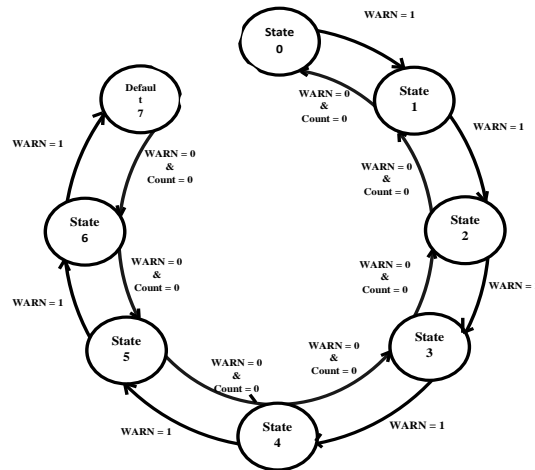 State
0
WARN = 1
WARN = 0
&
Count = 0
State
1
WARN = 1
WARN = 0
&
Count = 0
State
2
WARN =
WARN = 0
&
Count = 0
State
3
WARN = 1
WARN = 0
&
Count = 0
State
4
WARN = 1
WARN = 0
&
Count = 0
State
5
WARN = 1
WARN = 0
&
Count = 0
State
6
WARN = 1
WARN = 0
&
Count = 0
Defaul
t
7